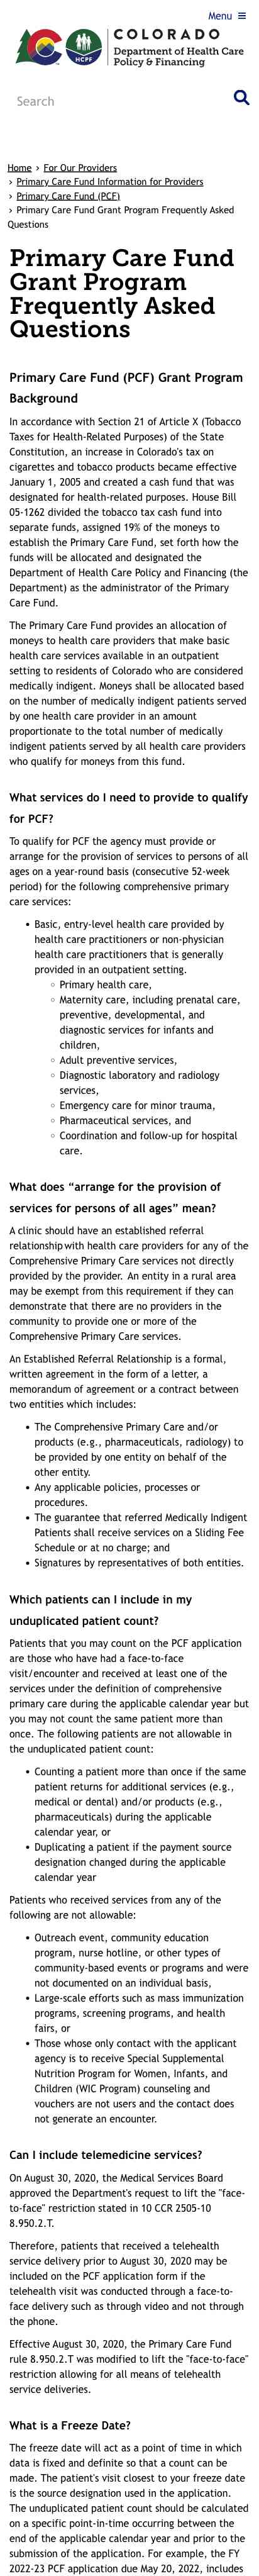 Menu ≡
COLORADO
Department of Health Care
Policy & Financing
HCPF
Search
Home › For Our Providers
› Primary Care Fund Information for Providers
› Primary Care Fund (PCF)
› Primary Care Fund Grant Program Frequently Asked
Questions
Primary Care Fund
Grant Program
Frequently Asked
Questions
Primary Care Fund (PCF) Grant Program
Background
In accordance with Section 21 of Article X (Tobacco
Taxes for Health-Related Purposes) of the State
Constitution, an increase in Colorado's tax on
cigarettes and tobacco products became effective
January 1, 2005 and created a cash fund that was
designated for health-related purposes. House Bill
05-1262 divided the tobacco tax cash fund into
separate funds, assigned 19% of the moneys to
establish the Primary Care Fund, set forth how the
funds will be allocated and designated the
Department of Health Care Policy and Financing (the
Department) as the administrator of the Primary
Care Fund.
The Primary Care Fund provides an allocation of
moneys to health care providers that make basic
health care services available in an outpatient
setting to residents of Colorado who are considered
medically indigent. Moneys shall be allocated based
on the number of medically indigent patients served
by one health care provider in an amount
proportionate to the total number of medically
indigent patients served by all health care providers
who qualify for moneys from this fund.
What services do I need to provide to qualify
for PCF?
To qualify for PCF the agency must provide or
arrange for the provision of services to persons of all
ages on a year-round basis (consecutive 52-week
period) for the following comprehensive primary
care services:
• Basic, entry-level health care provided by
health care practitioners or non-physician
health care practitioners that is generally
provided in an outpatient setting.
◦ Primary health care,
◦ Maternity care, including prenatal care,
preventive, developmental, and
diagnostic services for infants and
children,
◦ Adult preventive services,
◦ Diagnostic laboratory and radiology
services,
◦ Emergency care for minor trauma,
◦ Pharmaceutical services, and
◦ Coordination and follow-up for hospital
care.
What does “arrange for the provision of
services for persons of all ages” mean?
A clinic should have an established referral
relationship with health care providers for any of the
Comprehensive Primary Care services not directly
provided by the provider. An entity in a rural area
may be exempt from this requirement if they can
demonstrate that there are no providers in the
community to provide one or more of the
Comprehensive Primary Care services.
An Established Referral Relationship is a formal,
written agreement in the form of a letter, a
memorandum of agreement or a contract between
two entities which includes:
• The Comprehensive Primary Care and/or
products (e.g., pharmaceuticals, radiology) to
be provided by one entity on behalf of the
other entity.
• Any applicable policies, processes or
procedures.
• The guarantee that referred Medically Indigent
Patients shall receive services on a Sliding Fee
Schedule or at no charge; and
• Signatures by representatives of both entities.
Which patients can I include in my
unduplicated patient count?
Patients that you may count on the PCF application
are those who have had a face-to-face
visit/encounter and received at least one of the
services under the definition of comprehensive
primary care during the applicable calendar year but
you may not count the same patient more than
once. The following patients are not allowable in
the unduplicated patient count:
• Counting a patient more than once if the same
patient returns for additional services (e.g.,
medical or dental) and/or products (e.g.,
pharmaceuticals) during the applicable
calendar year, or
• Duplicating a patient if the payment source
designation changed during the applicable
calendar year
Patients who received services from any of the
following are not allowable:
• Outreach event, community education
program, nurse hotline, or other types of
community-based events or programs and were
not documented on an individual basis,
• Large-scale efforts such as mass immunization
programs, screening programs, and health
fairs, or
• Those whose only contact with the applicant
agency is to receive Special Supplemental
Nutrition Program for Women, Infants, and
Children (WIC Program) counseling and
vouchers are not users and the contact does
not generate an encounter.
Can I include telemedicine services?
On August 30, 2020, the Medical Services Board
approved the Department's request to lift the "face-
to-face" restriction stated in 10 CCR 2505-10
8.950.2.T.
Therefore, patients that received a telehealth
service delivery prior to August 30, 2020 may be
included on the PCF application form if the
telehealth visit was conducted through a face-to-
face delivery such as through video and not through
the phone.
Effective August 30, 2020, the Primary Care Fund
rule 8.950.2.T was modified to lift the "face-to-face"
restriction allowing for all means of telehealth
service deliveries.
What is a Freeze Date?
The freeze date will act as a point of time in which
data is fixed and definite so that a count can be
made. The patient's visit closest to your freeze date
is the source designation used in the application.
The unduplicated patient count should be calculated
on a specific point-in-time occurring between the
end of the applicable calendar year and prior to the
submission of the application. For example, the FY
2022-23 PCF application due May 20, 2022, includes